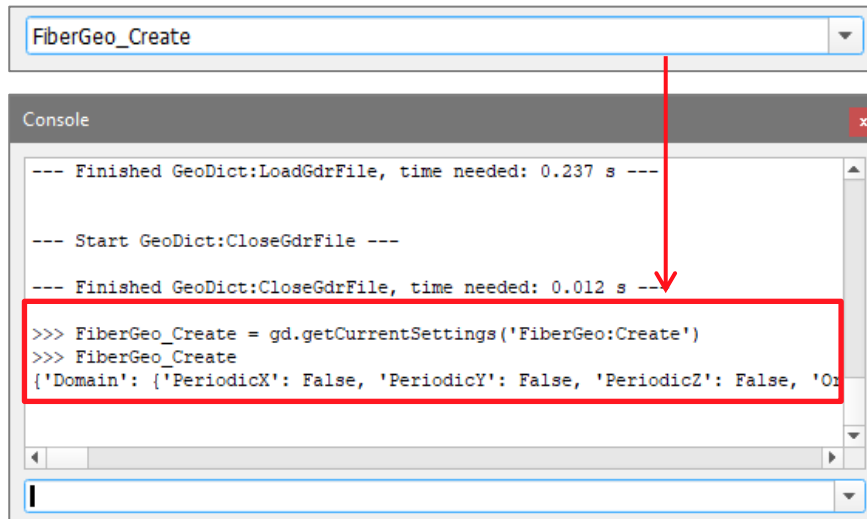 FiberGeo_Create
Console
x
--- Finished GeoDict:LoadGdrFile, time needed: 0.237 s ---
--- Start GeoDict:CloseGdrFile ---
--- Finished GeoDict:CloseGdrFile, time needed: 0.012 s ---
>>> FiberGeo_Create = gd.getCurrentSettings('FiberGeo:Create')
>>> FiberGeo_Create
{'Domain': {'PeriodicX': False, 'PeriodicY': False, 'PeriodicZ': False, 'Or